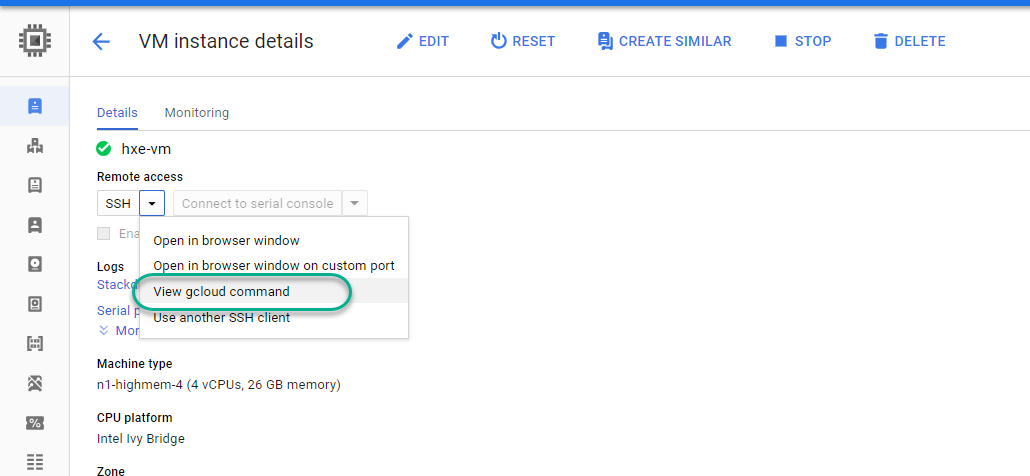 VM instance details EDIT RESET CREATE SIMILAR STOP DELETE
Details Monitoring
hxe-vm
Remote access
SSH Connect to serial console
Ena
Open in browser window
Logs
Open in browser window on custom port
Stackd
View gcloud command
Serial p
Use another SSH client
Mor
Machine type
n1-highmem-4 (4 vCPUs, 26 GB memory)
CPU platform
Intel Ivy Bridge
Zone